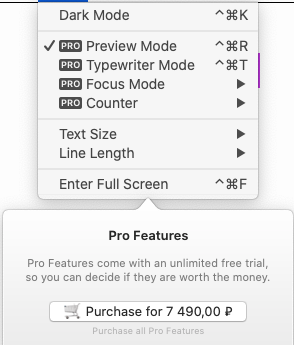 Dark Mode ^⌘K
✓ PRO Preview Mode ^⌘R
PRO Typewriter Mode ^⌘T
PRO Focus Mode ▶
PRO Counter ▶
Text Size ▶
Line Length ▶
Enter Full Screen ^⌘F
Pro Features
Pro Features come with an unlimited free trial,
so you can decide if they are worth the money.
🛒 Purchase for 7 490,00 ₽
Purchase all Pro Features